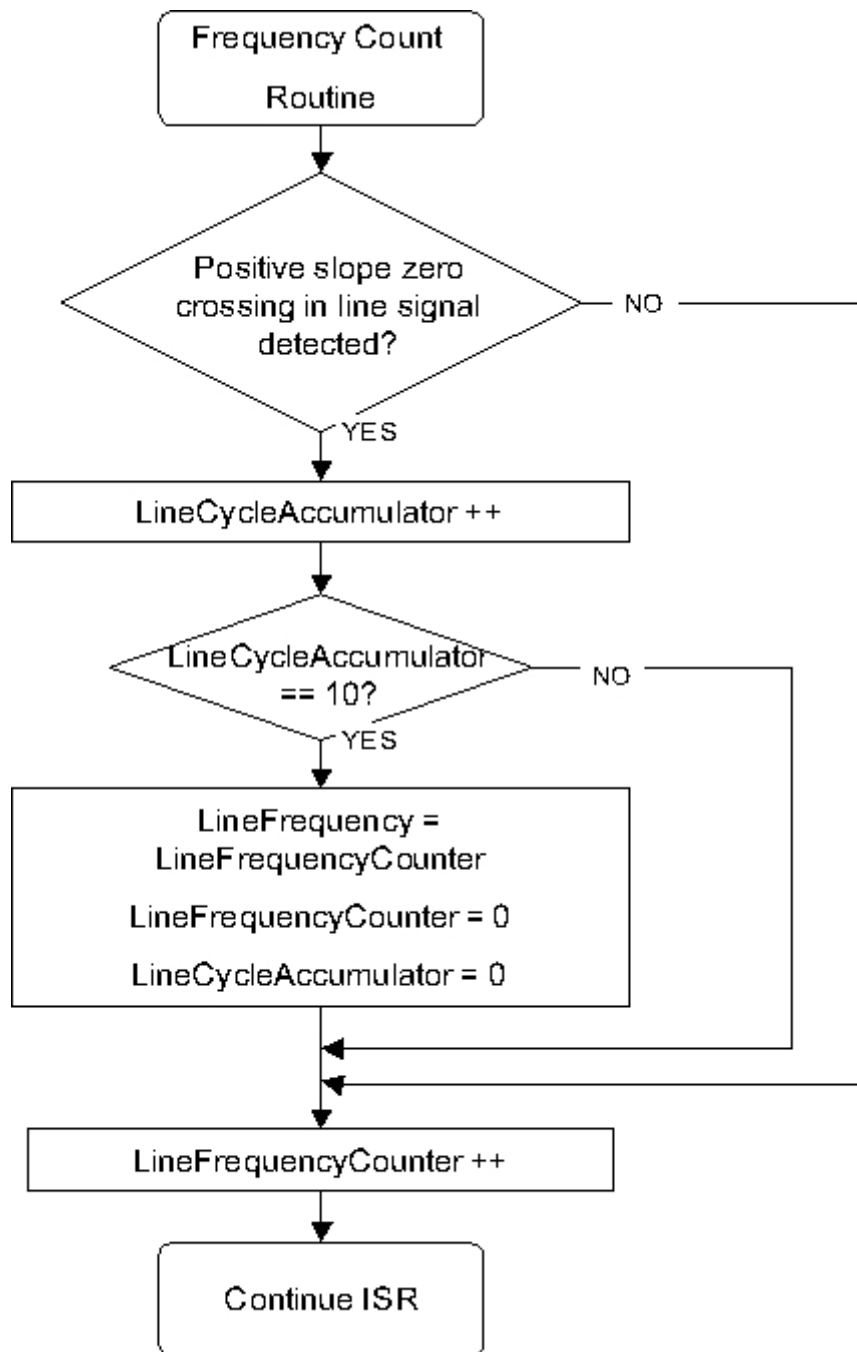 Frequency Count
Routine
Positive slope zero
crossing in line signal
detected?
NO
YES
LineCycleAccumulator ++
LineCycleAccumulator
== 10?
NO
YES
LineFrequency =
LineFrequencyCounter
LineFrequencyCounter = 0
LineCycleAccumulator = 0
LineFrequencyCounter ++
Continue ISR